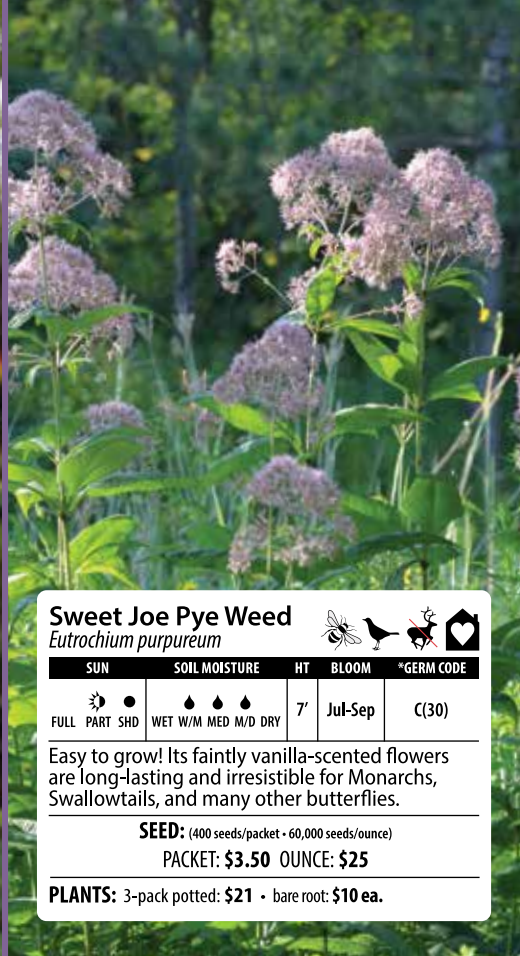 Sweet Joe Pye Weed
Eutrochium purpureum
SUN SOIL MOISTURE HT BLOOM *GERM CODE
FULL PART SHD WET W/M MED M/D DRY 7’ Jul-Sep C(30)
Easy to grow! Its faintly vanilla-scented flowers
are long-lasting and irresistible for Monarchs,
Swallowtails, and many other butterflies.
SEED: (400 seeds/packet • 60,000 seeds/ounce)
PACKET: $3.50 OUNCE: $25
PLANTS: 3-pack potted: $21 • bare root: $10 ea.